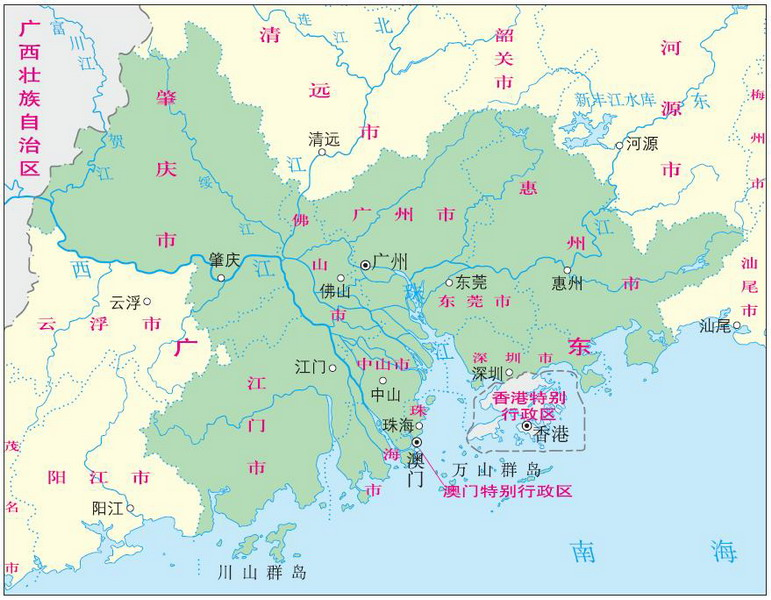 广西壮族自治区
富川江
连江
北
清远市
韶关市
河源市
新丰江水库
东
梅州市
肇庆市
贺江
绥江
清远
江
河源
佛山市
广州市
惠州市
江
西
肇庆
江
广州
佛山
珠
东莞
惠州
东莞市
汕尾市
汕尾
云浮
云浮市
广
东
江门
中山市
中山
江
深圳市
深圳
江门市
香港特别
行政区
香港
珠海市
珠海
澳门
万山群岛
澳门特别行政区
茂名市
阳江市
阳江
川山群岛
南海